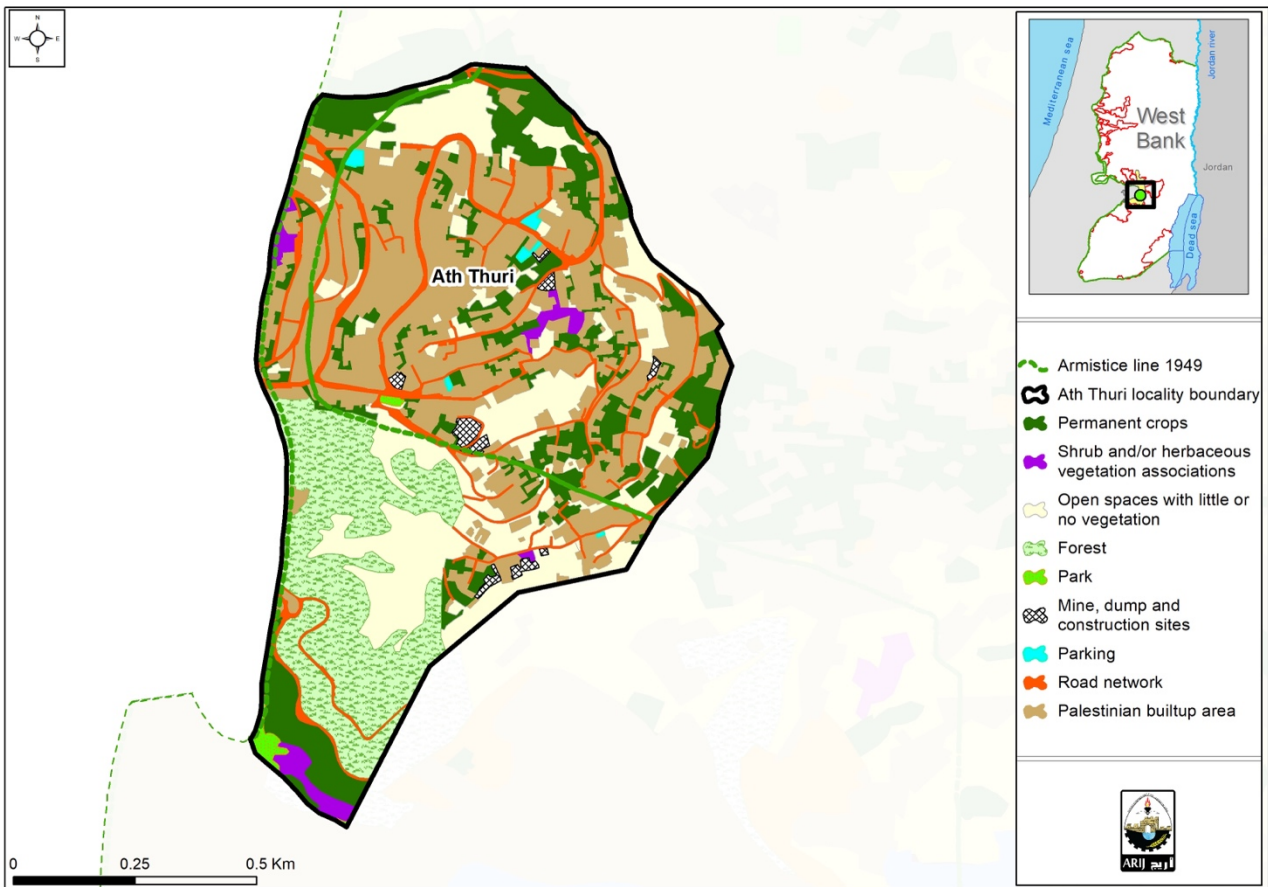 N
W E
S
Ath Thuri
0 0.25 0.5 Km
Mediterranean sea
Jordan river
West
Bank
Jordan
Dead sea
Armistice line 1949
Ath Thuri locality boundary
Permanent crops
Shrub and/or herbaceous
vegetation associations
Open spaces with little or
no vegetation
Forest
Park
Mine, dump and
construction sites
Parking
Road network
Palestinian builtup area
ARIJ أريج